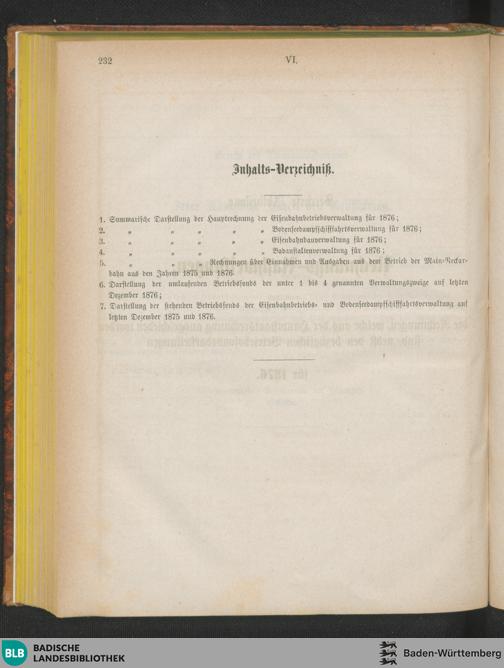 232
VI.
Inhalts-Verzeichniß.
1. Summarische Darstellung der Hauptrechnung der Eisenbahnbetriebsverwaltung für 1876;
2. „ „ „ „ „ Bodenseedampfschifffahrtsverwaltung für 1876;
3. „ „ „ „ „ Eisenbahnbauverwaltung für 1876;
4. „ „ „ „ „ Badanstaltenverwaltung für 1876;
5. „ „ „ Rechnungen über Einnahmen und Ausgaben aus dem Betrieb der Main-Neckar-
bahn aus den Jahren 1875 und 1876.
6. Darstellung der umlaufenden Betriebsfonds der unter 1 bis 4 genannten Verwaltungszweige auf letzten
Dezember 1876;
7. Darstellung der stehenden Betriebsfonds der Eisenbahnbetriebs- und Bodenseedampfschifffahrtsverwaltung auf
letzten Dezember 1875 und 1876.
BLB
BADISCHE
LANDESBIBLIOTHEK
Baden-Württemberg